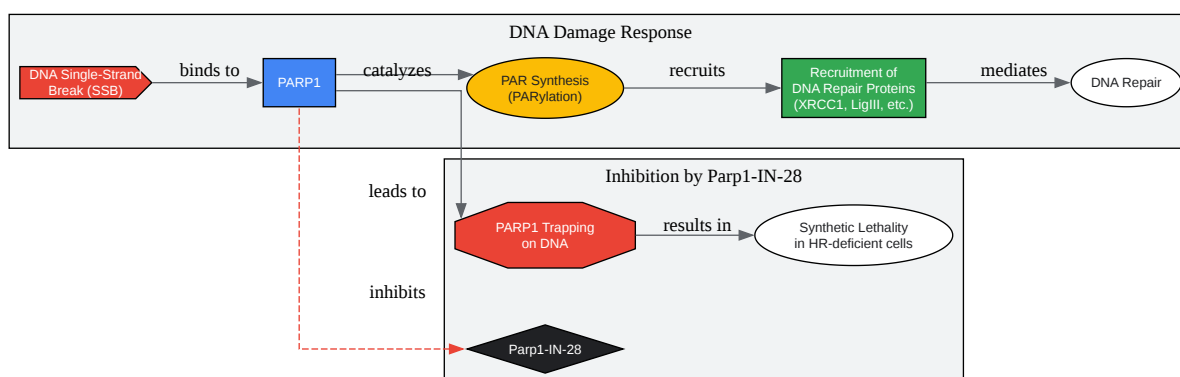 DNA Damage Response
DNA Single-Strand
Break (SSB)
binds to
PARP1
catalyzes
PAR Synthesis
(PARylation)
recruits
Recruitment of
DNA Repair Proteins
(XRCC1, LigIII, etc.)
mediates
DNA Repair
Inhibition by Parp1-IN-28
leads to
PARP1 Trapping
on DNA
results in
Synthetic Lethality
in HR-deficient cells
inhibits
Parp1-IN-28